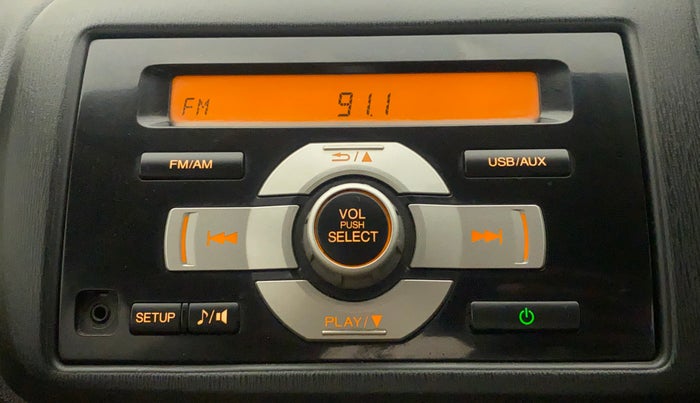 FM 91.1
FM/AM
USB/AUX
VOL
PUSH
SELECT
SETUP
PLAY/▼